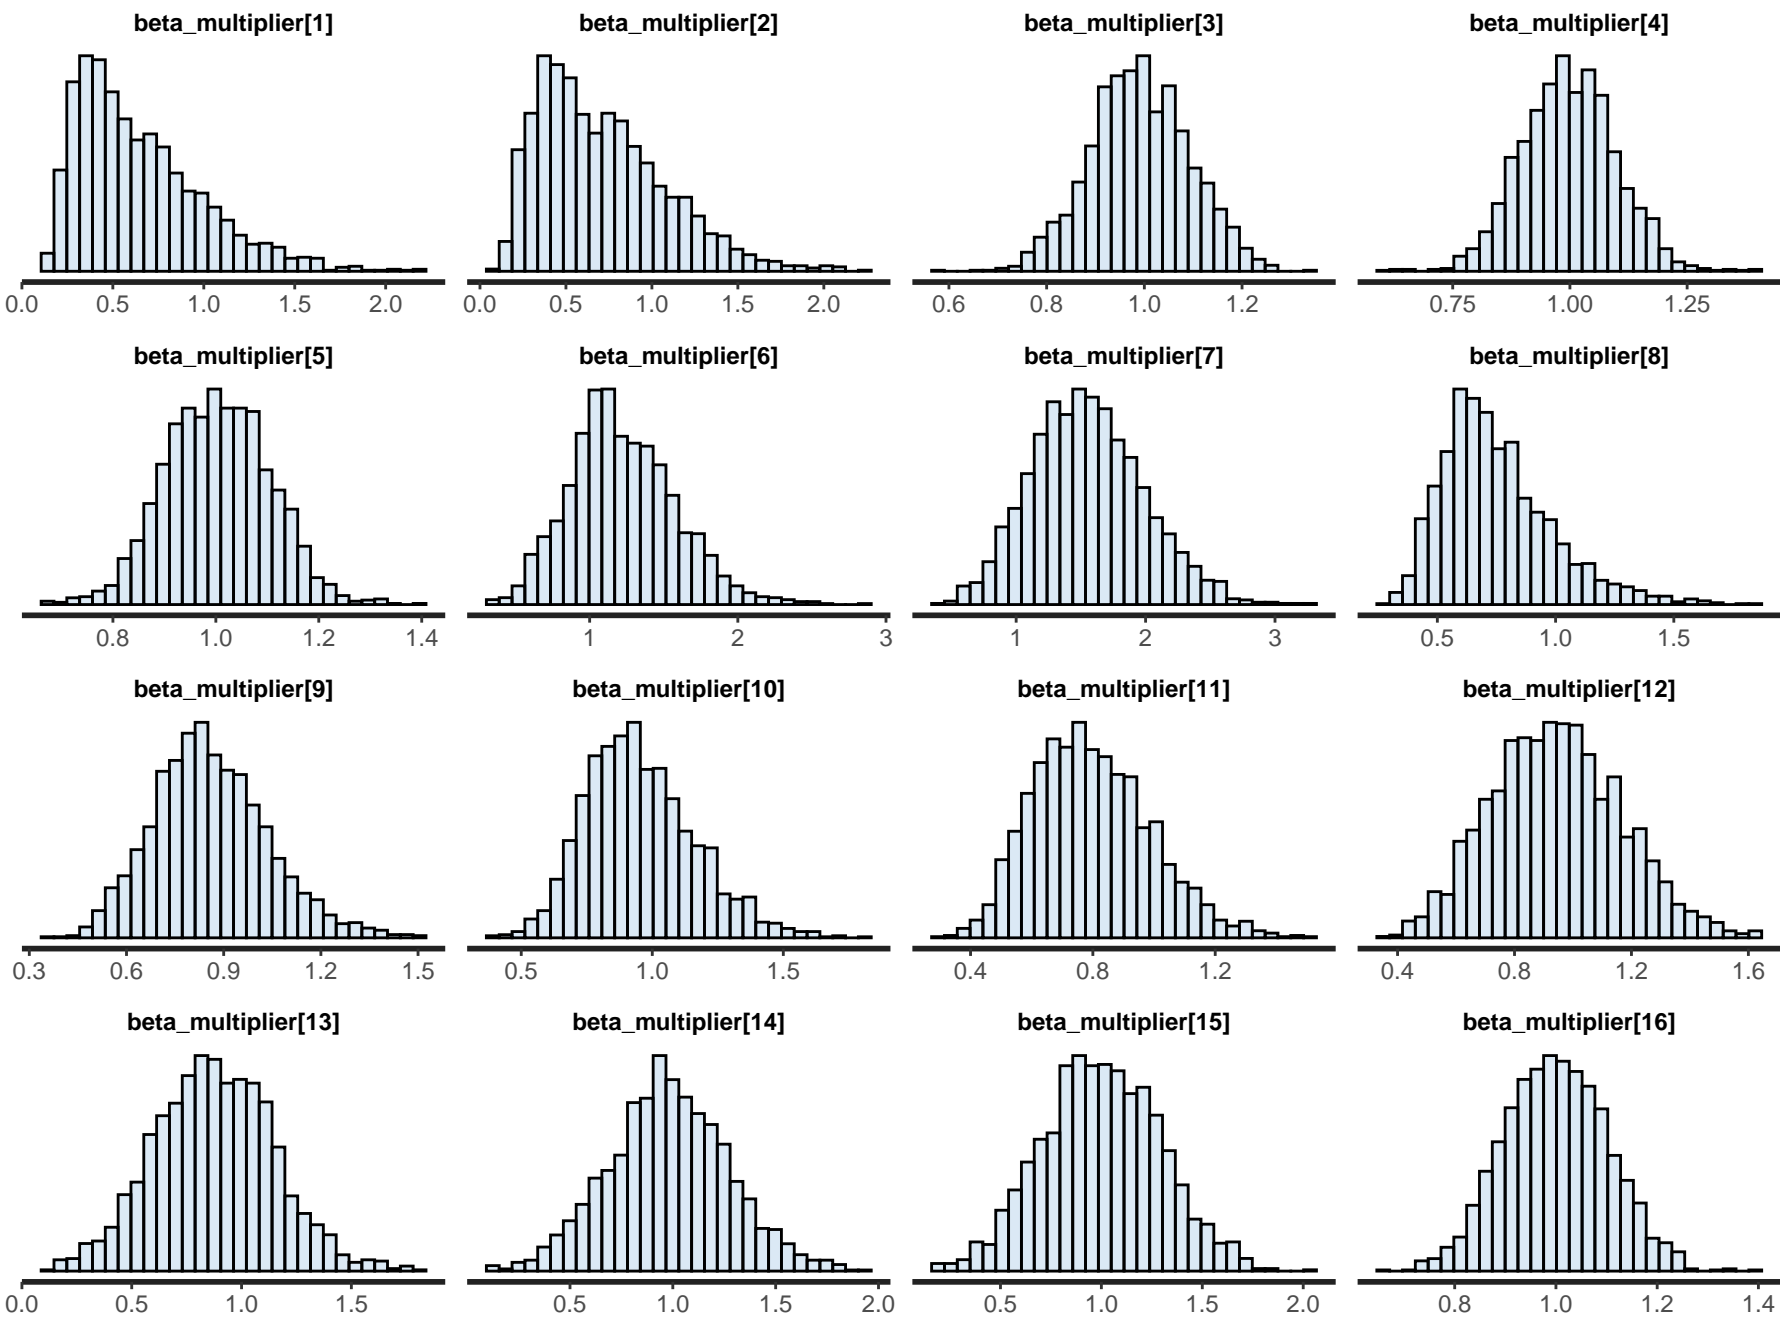 beta_multiplier[1] beta_multiplier[2] beta_multiplier[3] beta_multiplier[4]
0.0 0.5 1.0 1.5 2.0 0.0 0.5 1.0 1.5 2.0 0.6 0.8 1.0 1.2 0.75 1.00 1.25
beta_multiplier[5] beta_multiplier[6] beta_multiplier[7] beta_multiplier[8]
0.8 1.0 1.2 1.4 1 2 3 1 2 3 0.5 1.0 1.5
beta_multiplier[9] beta_multiplier[10] beta_multiplier[11] beta_multiplier[12]
0.3 0.6 0.9 1.2 1.5 0.5 1.0 1.5 0.4 0.8 1.2 0.4 0.8 1.2 1.6
beta_multiplier[13] beta_multiplier[14] beta_multiplier[15] beta_multiplier[16]
0.0 0.5 1.0 1.5 0.5 1.0 1.5 2.0 0.5 1.0 1.5 2.0 0.8 1.0 1.2 1.4